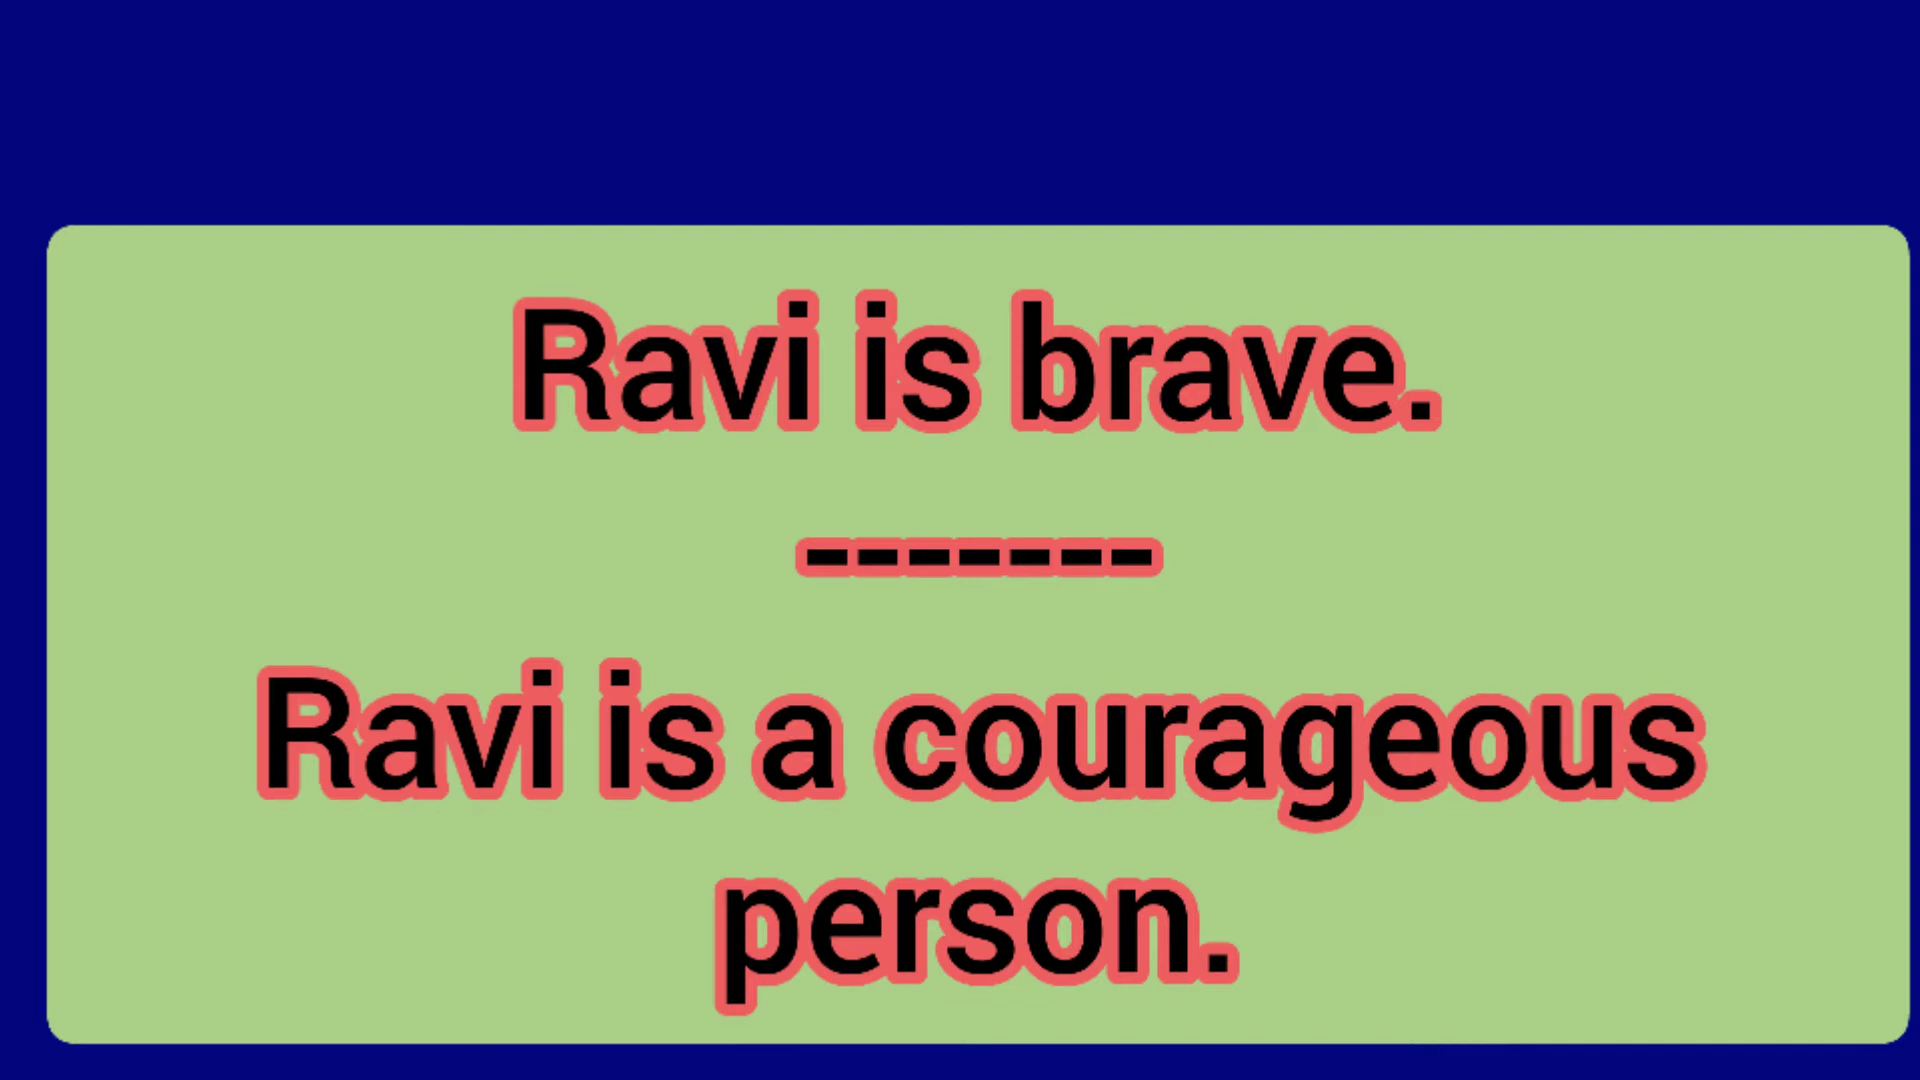 Ravi is brave.
-------
Ravi is a courageous
person.